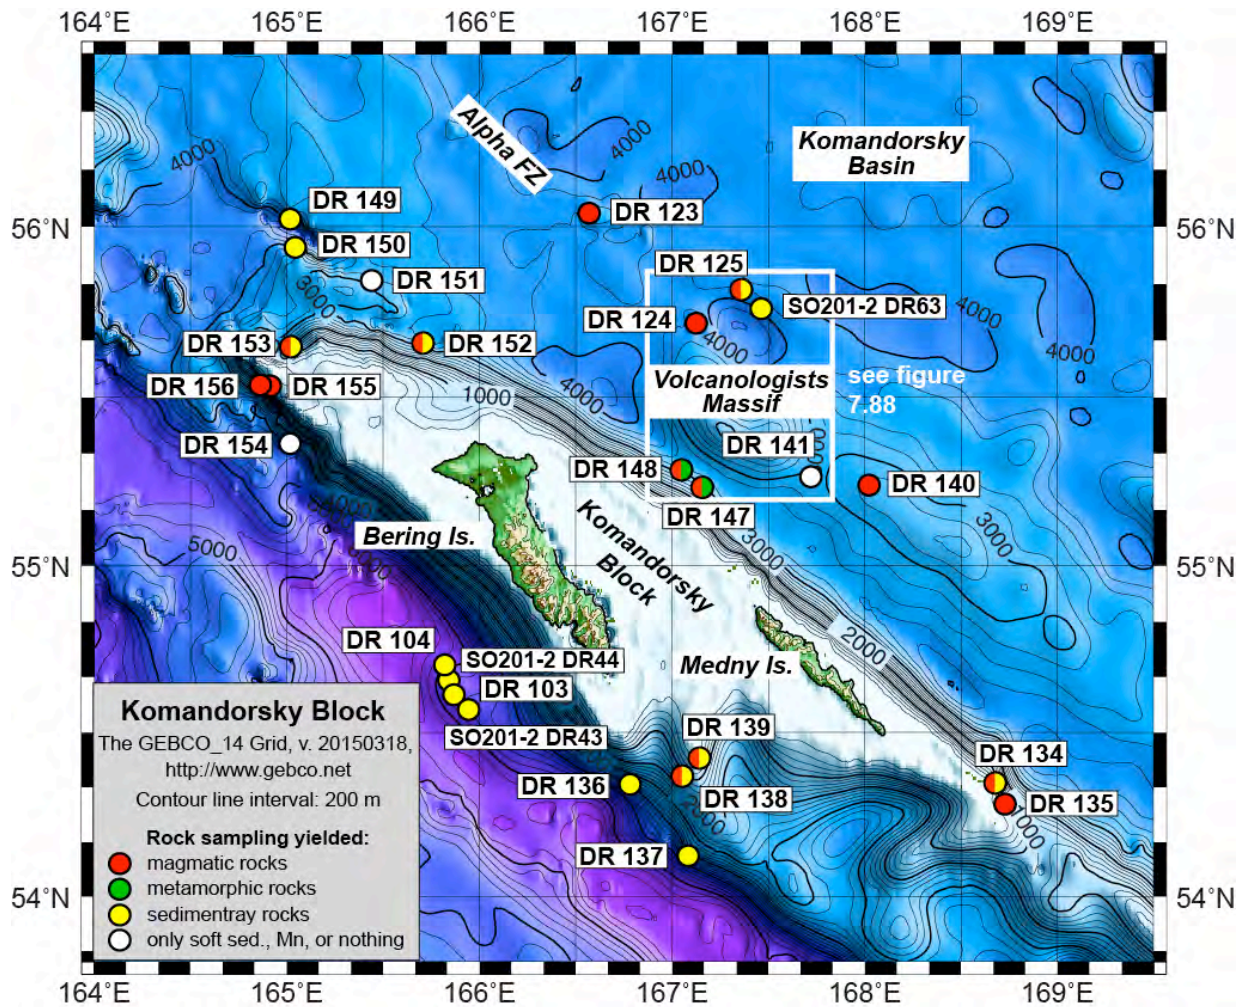 164°E 165°E 166°E 167°E 168°E 169°E
Alpha FZ
Komandorsky
Basin
4000
4000
4000
DR 149
DR 123
56°N
56°N
DR 150
DR 125
DR 151
3000
SO201-2 DR63
4000
DR 124
4000
DR 153
DR 152
4000
DR 156
DR 155
1000
4000
Volcanologists
Massif
see figure
7.88
DR 154
DR 141
DR 148
DR 140
DR 147
Bering Is.
Komandorsky
Block
3000
3000
4000
5000
55°N
55°N
2000
DR 104
SO201-2 DR44
Medny Is.
DR 103
SO201-2 DR43
DR 139
DR 134
DR 136
DR 138
DR 135
1000
DR 137
54°N
54°N
Komandorsky Block
The GEBCO_14 Grid, v. 20150318,
http://www.gebco.net
Contour line interval: 200 m
Rock sampling yielded:
magmatic rocks
metamorphic rocks
sedimentray rocks
only soft sed., Mn, or nothing
164°E 165°E 166°E 167°E 168°E 169°E